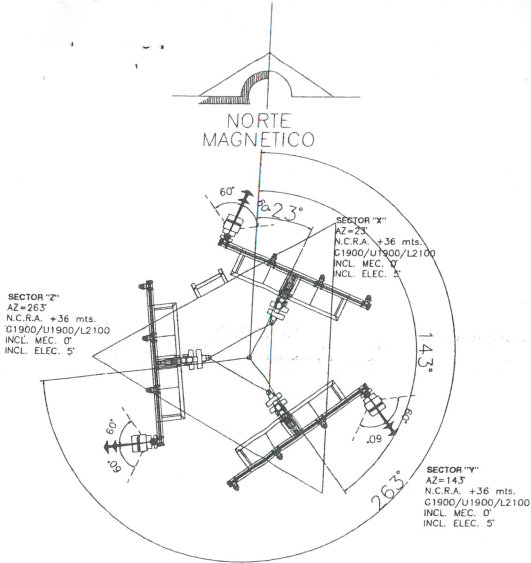 NORTE
MAGNETICO
60°
60°
23°
SECTOR "X"
AZ=23°
N.C.R.A. +36 mts.
G1900/U1900/L2100
INCL. MEC. 0°
INCL. ELEC. 5°
SECTOR "Z"
AZ=263°
N.C.R.A. +36 mts.
G1900/U1900/L2100
INCL. MEC. 0°
INCL. ELEC. 5°
143°
60°
60°
60°
60°
263°
SECTOR "Y"
AZ=143°
N.C.R.A. +36 mts.
G1900/U1900/L2100
INCL. MEC. 0°
INCL. ELEC. 5°